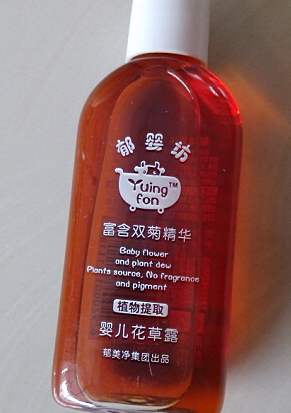 郁婴坊
Yuing™
fon
富含双菊精华
Baby flower
and plant dew
Plants source, No fragrance
and pigment
植物提取
婴儿花草露
郁美净集团出品